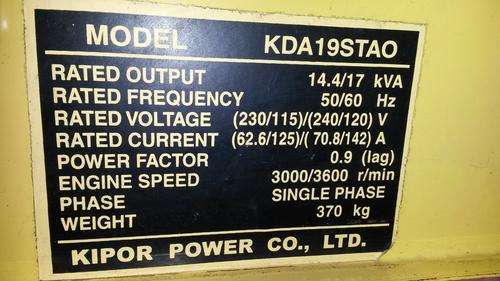 MODEL KDA19STAO
RATED OUTPUT 14.4/17 kVA
RATED FREQUENCY 50/60 Hz
RATED VOLTAGE (230/115)/(240/120) V
RATED CURRENT (62.6/125)/( 70.8/142) A
POWER FACTOR 0.9 (lag)
ENGINE SPEED 3000/3600 r/min
PHASE SINGLE PHASE
WEIGHT 370 kg
KIPOR POWER CO., LTD.